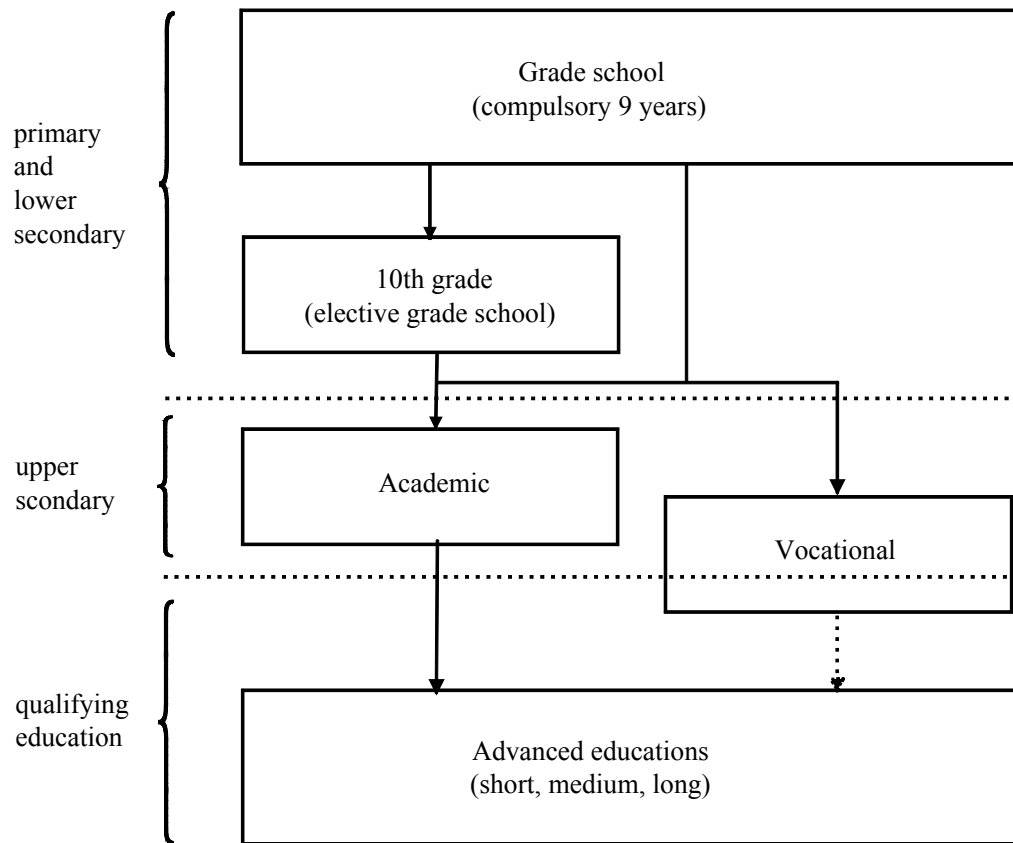 Grade school
(compulsory 9 years)
primary
and
lower
secondary
10th grade
(elective grade school)
upper
scondary
Academic
Vocational
qualifying
education
Advanced educations
(short, medium, long)